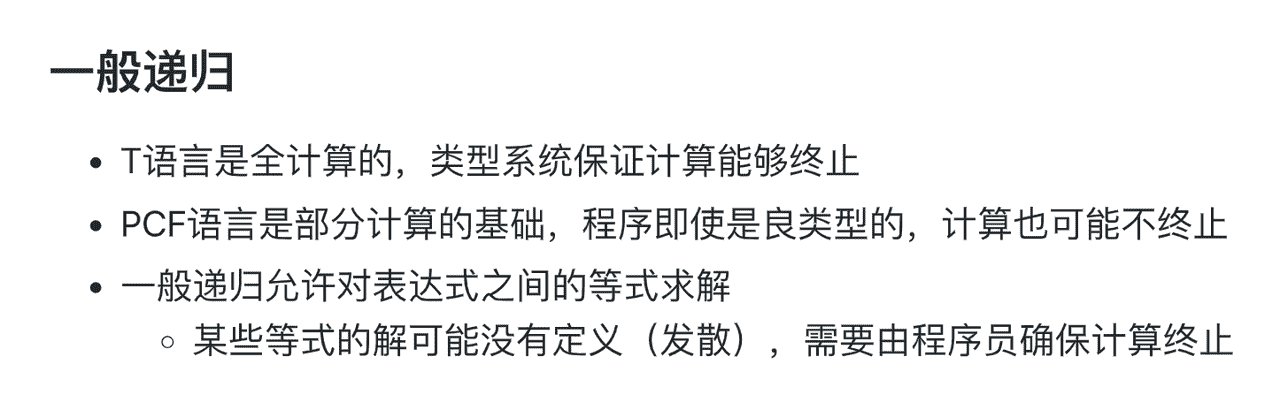 一般递归
• T语言是全计算的，类型系统保证计算能够终止
• PCF语言是部分计算的基础，程序即使是良类型的，计算也可能不终止
• 一般递归允许对表达式之间的等式求解
◦ 某些等式的解可能没有定义（发散），需要由程序员确保计算终止